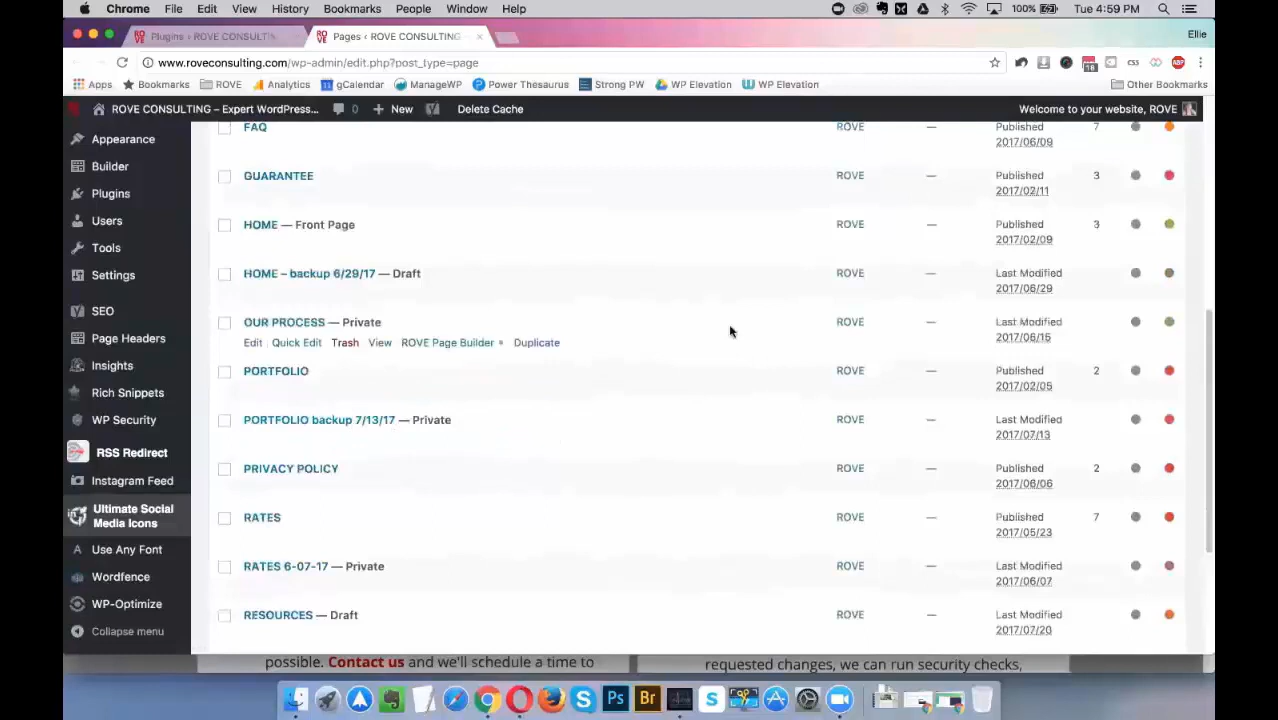 Chrome File Edit View History Bookmarks People Window Help 100% Tue 4:59 PM
Plugins ‹ ROVE CONSULTIN Pages ‹ ROVE CONSULTING Ellie
www.roveconsulting.com/wp-admin/edit.php?post_type=page
Apps Bookmarks ROVE Analytics gCalendar ManageWP Power Thesaurus Strong PW WP Elevation WP Elevation Other Bookmarks
ROVE CONSULTING – Expert WordPress... 0 New Delete Cache Welcome to your website, ROVE
Appearance
Builder
Plugins
Users
Tools
Settings
SEO
Page Headers
Insights
Rich Snippets
WP Security
RSS Redirect
Instagram Feed
Ultimate Social
Media Icons
Use Any Font
Wordfence
WP-Optimize
Collapse menu
FAQ ROVE — Published 7
2017/06/09
GUARANTEE ROVE — Published 3
2017/02/11
HOME — Front Page ROVE — Published 3
2017/02/09
HOME – backup 6/29/17 — Draft ROVE — Last Modified
2017/06/29
OUR PROCESS — Private ROVE — Last Modified
Edit Quick Edit Trash View ROVE Page Builder Duplicate 2017/06/15
PORTFOLIO ROVE — Published 2
2017/02/05
PORTFOLIO backup 7/13/17 — Private ROVE — Last Modified
2017/07/13
PRIVACY POLICY ROVE — Published 2
2017/06/06
RATES ROVE — Published 7
2017/05/23
RATES 6-07-17 — Private ROVE — Last Modified
2017/06/07
RESOURCES — Draft ROVE — Last Modified
2017/07/20
possible. Contact us and we'll schedule a time to
requested changes, we can run security checks,
Ps Br S